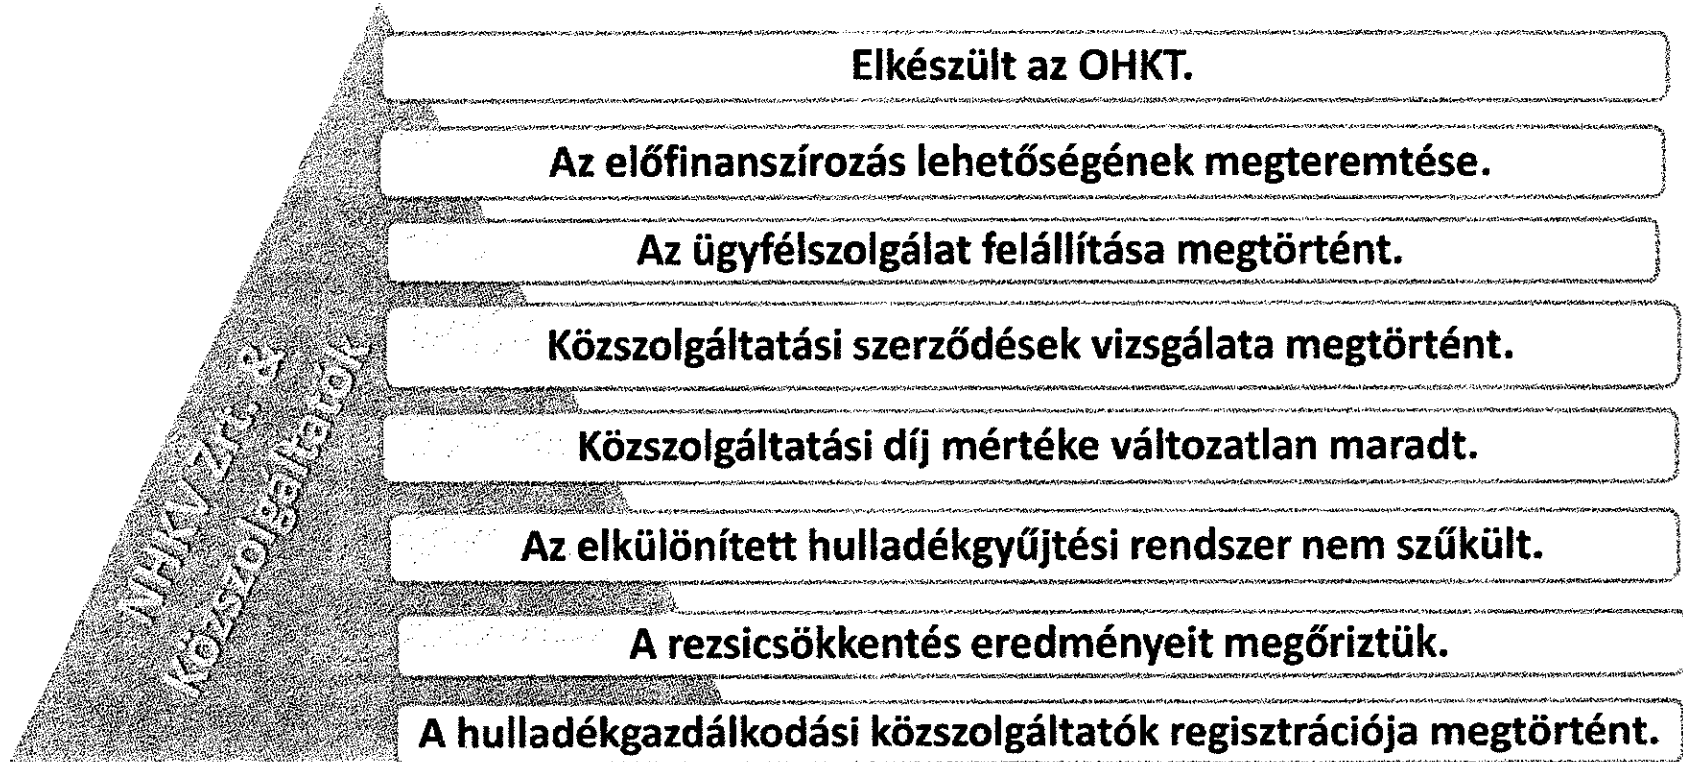 Elkészült az OHKT.
Az előfinanszírozás lehetőségének megteremtése.
Az ügyfélszolgálat felállítása megtörtént.
Közszolgáltatási szerződések vizsgálata megtörtént.
Közszolgáltatási díj mértéke változatlan maradt.
Az elkülönített hulladékgyűjtési rendszer nem szűkült.
A rezsicsökkentés eredményeit megőriztük.
A hulladékgazdálkodási közszolgáltatók regisztrációja megtörtént.
NHKV Zrt. &
Közszolgáltatók